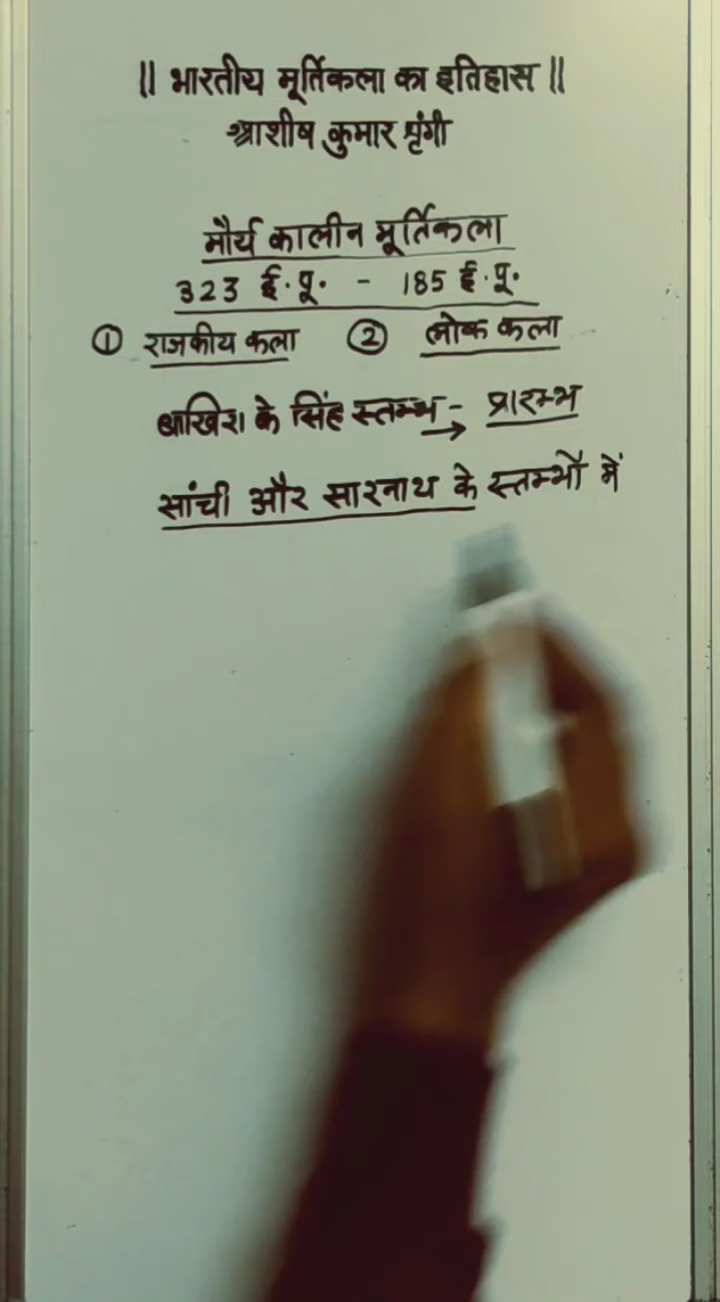 || भारतीय मूर्तिकला का इतिहास ||
आशीष कुमार श्रृंगी
मौर्य कालीन मूर्तिकला
323 ई.पू. - 185 ई.पू.
① राजकीय कला ② लोक कला
बाखिरा के सिंह स्तम्भ → प्रारम्भ
सांची और सारनाथ के स्तम्भौ में